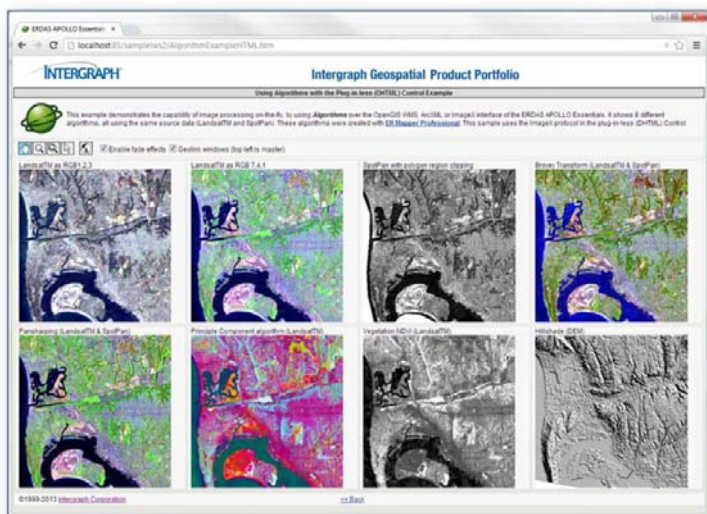 ERDAS APOLLO Essentials
localhost:85/sampleiws2/AlgorithmExampleHTML.htm
INTERGRAPH
Intergraph Geospatial Product Portfolio
Using Algorithms with the Plug-in-less (DHTML) Control Example
This example demonstrates the capability of image processing on-the-fly, by using Algorithms over the OpenGIS WMS, ArcIMS or ImageX interface of the ERDAS APOLLO Essentials. It shows 8 different
algorithms, all using the same source data (LandsatTM and SpotPan). These algorithms were created with ER Mapper Professional. This sample uses the ImageX protocol in the plug-in-less (DHTML) Control
Enable fade effects Geolink windows (top left is master)
LandsatTM as RGB1,2,3 LandsatTM as RGB 7,4,1 SpotPan with polygon region clipping Brovey Transform (LandsatTM & SpotPan)
Pansharping (LandsatTM & SpotPan) Principle Component algorithm (LandsatTM) Vegetation NDVI (LandsatTM) Hillshade (DEM)
©1999-2013 Intergraph Corporation << Back